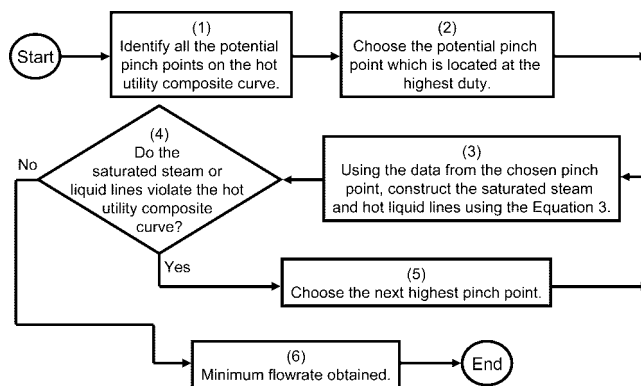 Start
(1)
Identify all the potential
pinch points on the hot
utility composite curve.
(2)
Choose the potential pinch
point which is located at the
highest duty.
(3)
Using the data from the chosen pinch
point, construct the saturated steam
and hot liquid lines using the Equation 3.
(4)
Do the
saturated steam or
liquid lines violate the hot
utility composite
curve?
No
Yes
(5)
Choose the next highest pinch point.
(6)
Minimum flowrate obtained.
End